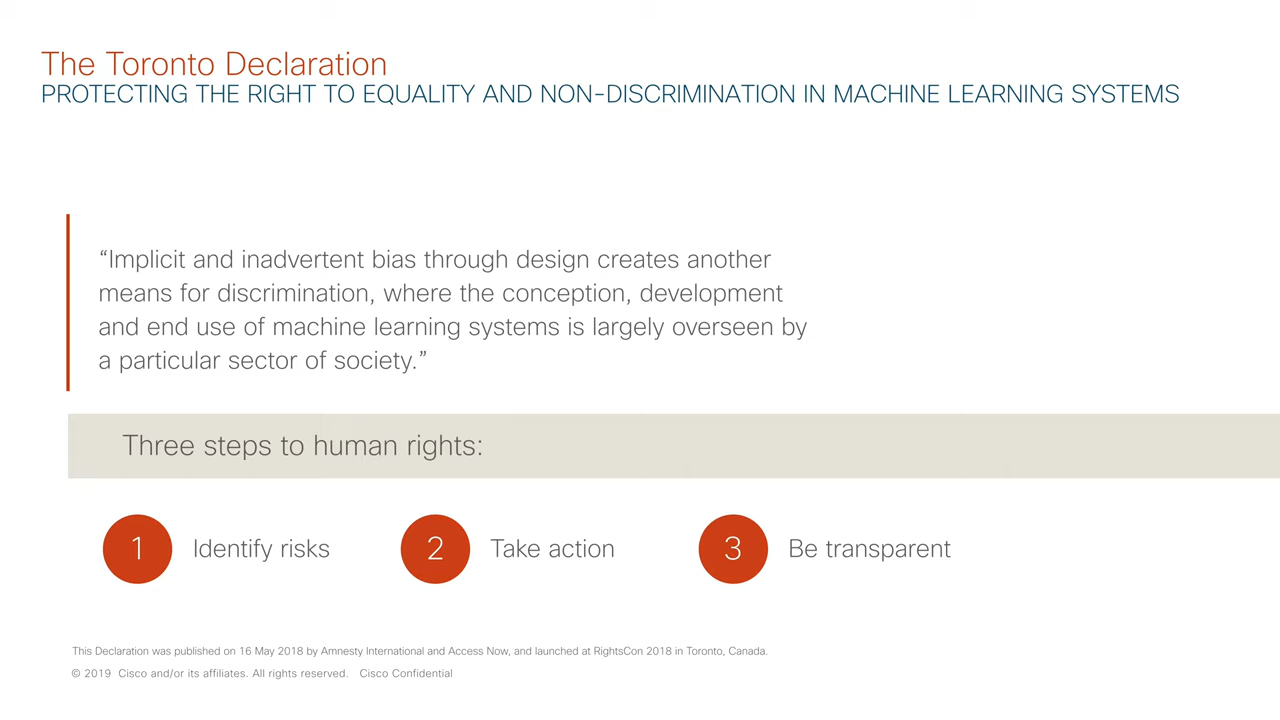 The Toronto Declaration
PROTECTING THE RIGHT TO EQUALITY AND NON-DISCRIMINATION IN MACHINE LEARNING SYSTEMS
“Implicit and inadvertent bias through design creates another
means for discrimination, where the conception, development
and end use of machine learning systems is largely overseen by
a particular sector of society.”
Three steps to human rights:
1 Identify risks 2 Take action 3 Be transparent
This Declaration was published on 16 May 2018 by Amnesty International and Access Now, and launched at RightsCon 2018 in Toronto, Canada.
© 2019 Cisco and/or its affiliates. All rights reserved. Cisco Confidential